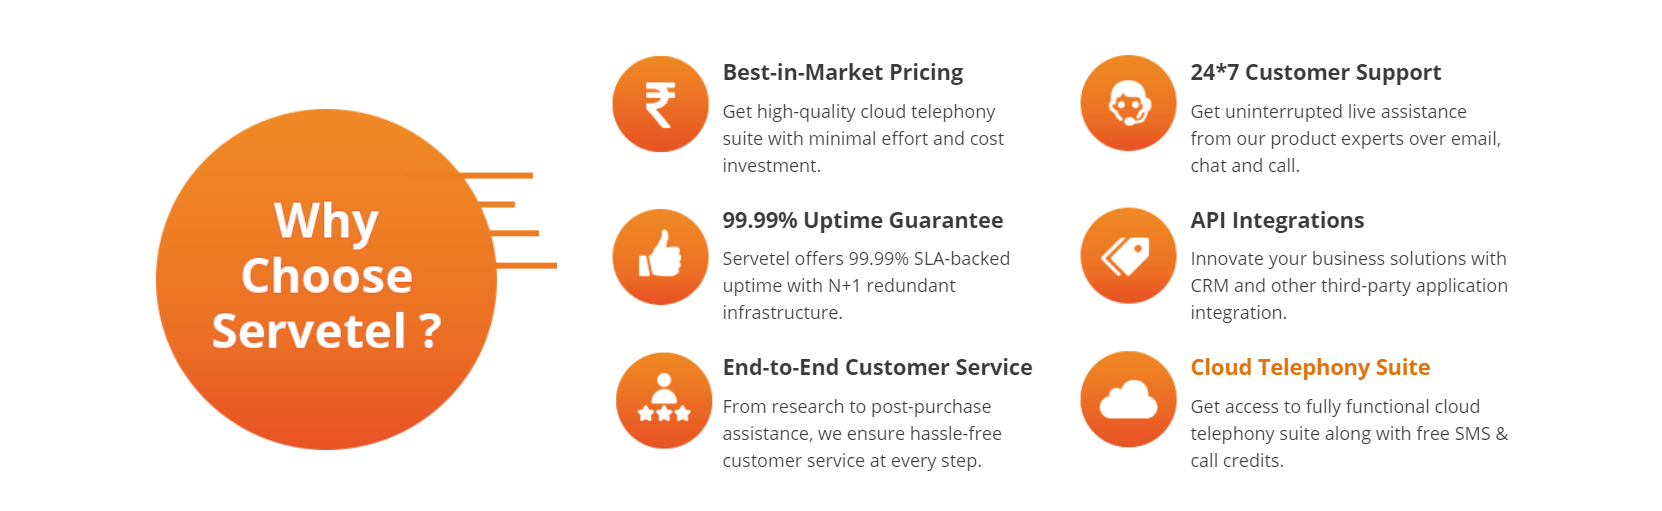 Why
Choose
Servetel ?
Best-in-Market Pricing
Get high-quality cloud telephony
suite with minimal effort and cost
investment.
24*7 Customer Support
Get uninterrupted live assistance
from our product experts over email,
chat and call.
99.99% Uptime Guarantee
Servetel offers 99.99% SLA-backed
uptime with N+1 redundant
infrastructure.
API Integrations
Innovate your business solutions with
CRM and other third-party application
integration.
End-to-End Customer Service
From research to post-purchase
assistance, we ensure hassle-free
customer service at every step.
Cloud Telephony Suite
Get access to fully functional cloud
telephony suite along with free SMS &
call credits.